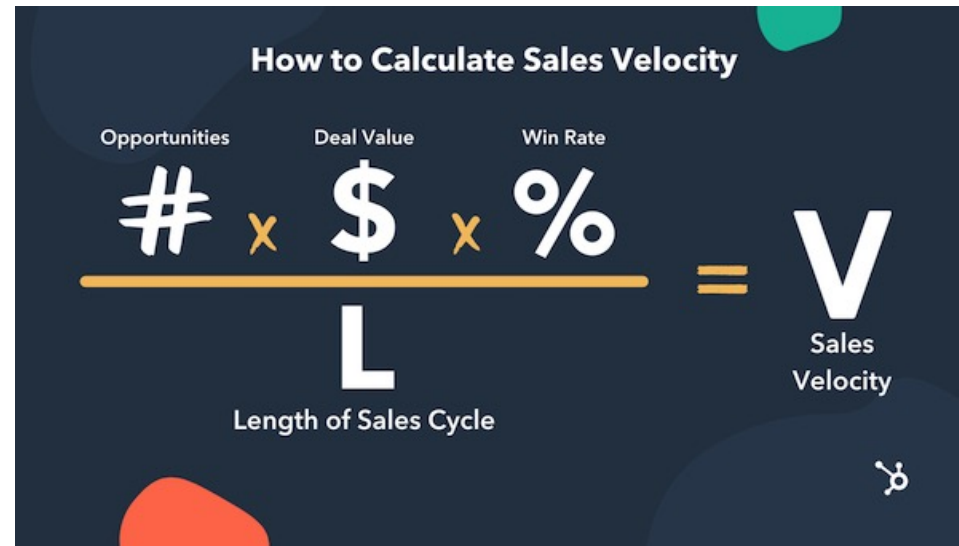 How to Calculate Sales Velocity
Opportunities Deal Value Win Rate
# x $ x %
= V
L
Sales
Velocity
Length of Sales Cycle